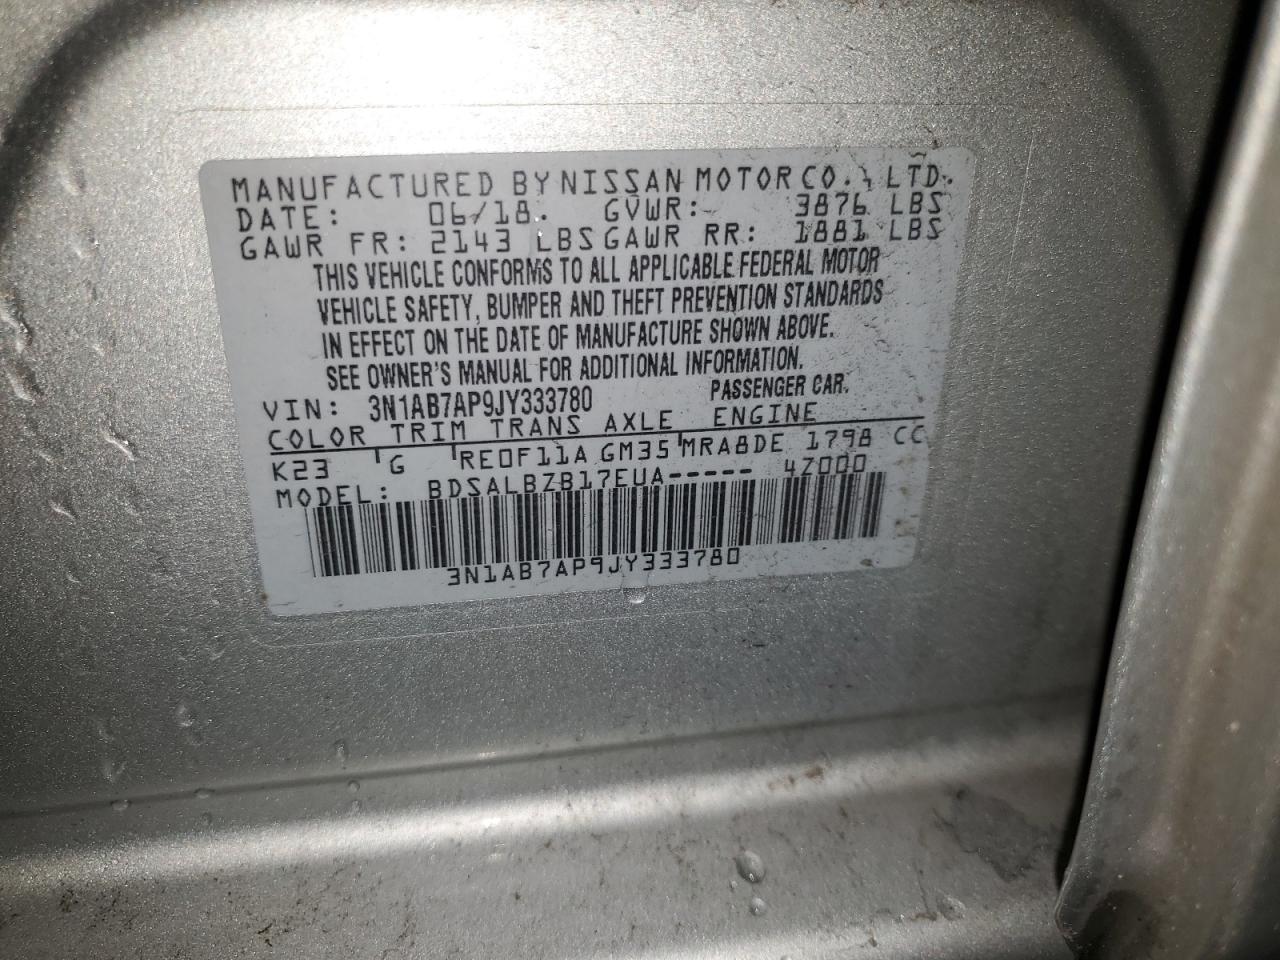 MANUFACTURED BY NISSAN MOTOR CO., LTD.
DATE: 06/18. GVWR: 3876 LBS
GAWR FR: 2143 LBS GAWR RR: 1881 LBS
THIS VEHICLE CONFORMS TO ALL APPLICABLE FEDERAL MOTOR
VEHICLE SAFETY, BUMPER AND THEFT PREVENTION STANDARDS
IN EFFECT ON THE DATE OF MANUFACTURE SHOWN ABOVE.
SEE OWNER'S MANUAL FOR ADDITIONAL INFORMATION.
VIN: 3N1AB7AP9JY333780 PASSENGER CAR.
COLOR TRIM TRANS AXLE ENGINE
K23 G RE0F11A GM35 MRA8DE 1798 CC
MODEL: BDSALBZB17EUA----- 4Z000
3N1AB7AP9JY333780